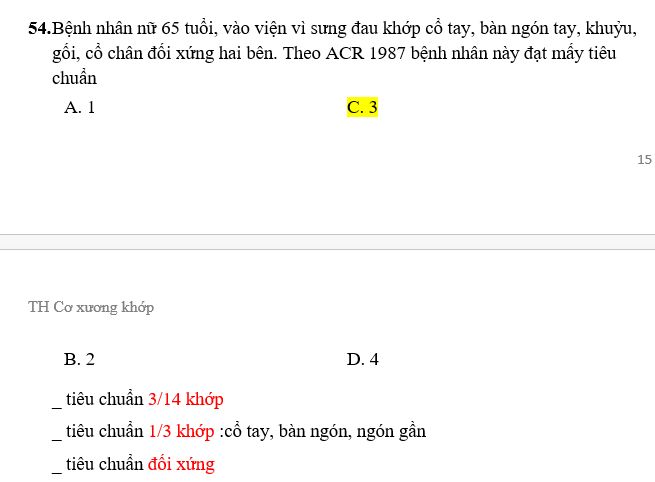 54.Bệnh nhân nữ 65 tuổi, vào viện vì sưng đau khớp cổ tay, bàn ngón tay, khuỷu,
gối, cổ chân đối xứng hai bên. Theo ACR 1987 bệnh nhân này đạt mấy tiêu
chuẩn
A. 1 C. 3
15
TH Cơ xương khớp
B. 2 D. 4
_ tiêu chuẩn 3/14 khớp
_ tiêu chuẩn 1/3 khớp :cổ tay, bàn ngón, ngón gần
_ tiêu chuẩn đối xứng